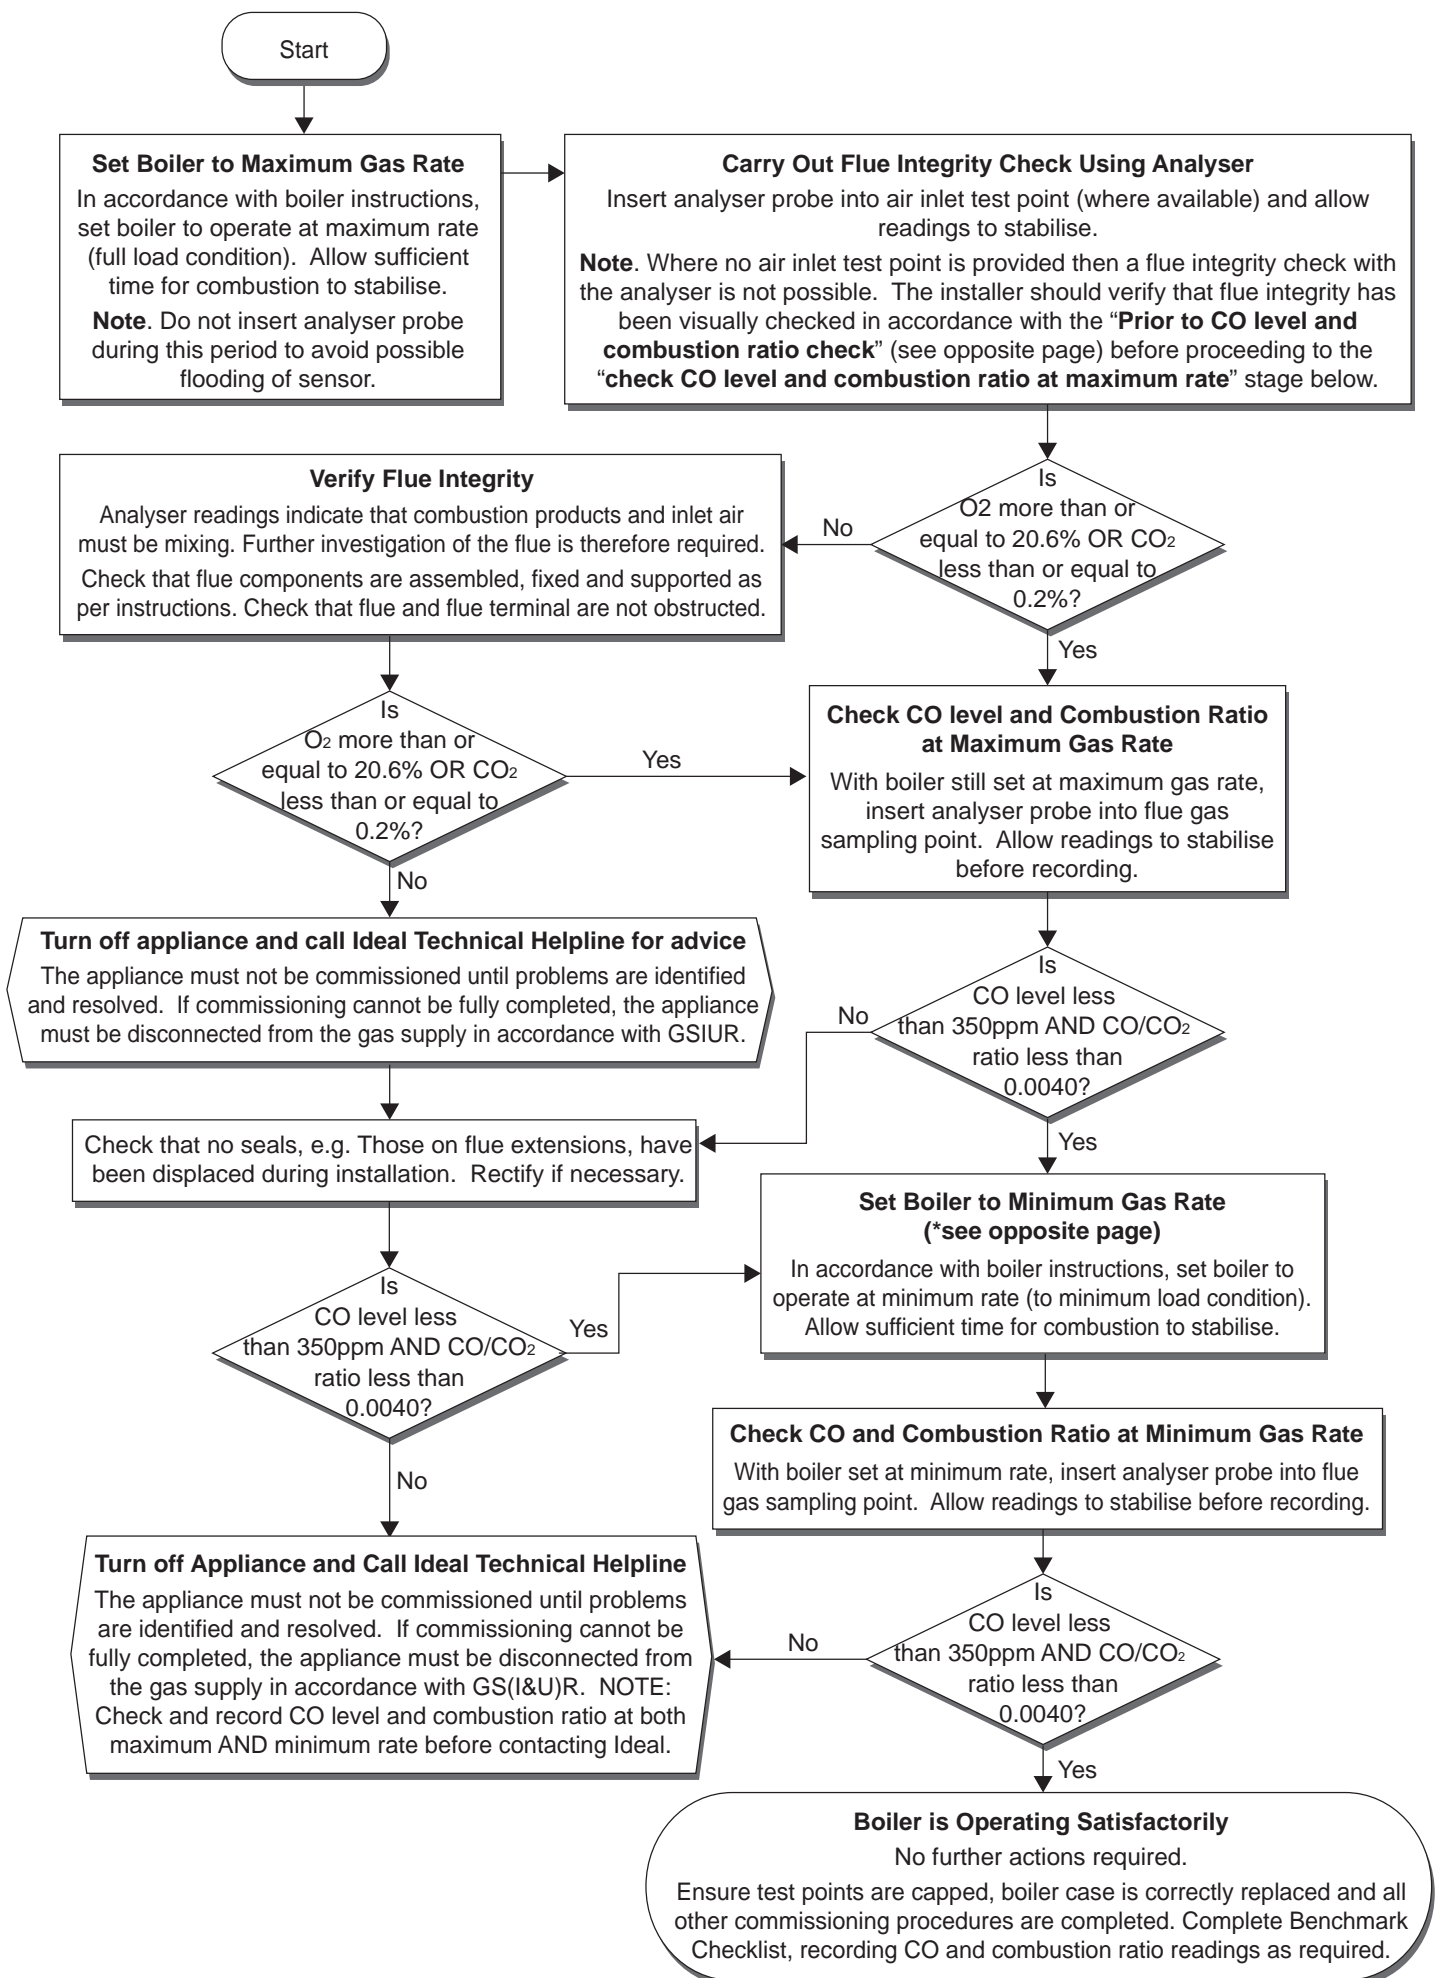 Start
Set Boiler to Maximum Gas Rate
In accordance with boiler instructions,
set boiler to operate at maximum rate
(full load condition).  Allow sufficient
time for combustion to stabilise.
Note. Do not insert analyser probe
during this period to avoid possible
flooding of sensor.
Carry Out Flue Integrity Check Using Analyser
Insert analyser probe into air inlet test point (where available) and allow
readings to stabilise.
Note. Where no air inlet test point is provided then a flue integrity check with
the analyser is not possible.  The installer should verify that flue integrity has
been visually checked in accordance with the “Prior to CO level and
combustion ratio check” (see opposite page) before proceeding to the
“check CO level and combustion ratio at maximum rate” stage below.
Is
O2 more than or
equal to 20.6% OR CO2
less than or equal to
0.2%?
No
Yes
Verify Flue Integrity
Analyser readings indicate that combustion products and inlet air
must be mixing. Further investigation of the flue is therefore required.
Check that flue components are assembled, fixed and supported as
per instructions. Check that flue and flue terminal are not obstructed.
Is
O2 more than or
equal to 20.6% OR CO2
less than or equal to
0.2%?
Yes
No
Check CO level and Combustion Ratio
at Maximum Gas Rate
With boiler still set at maximum gas rate,
insert analyser probe into flue gas
sampling point.  Allow readings to stabilise
before recording.
Turn off appliance and call Ideal Technical Helpline for advice
The appliance must not be commissioned until problems are identified
and resolved.  If commissioning cannot be fully completed, the appliance
must be disconnected from the gas supply in accordance with GSIUR.
Is
CO level less
than 350ppm AND CO/CO2
ratio less than
0.0040?
No
Yes
Check that no seals, e.g. Those on flue extensions, have
been displaced during installation.  Rectify if necessary.
Set Boiler to Minimum Gas Rate
(*see opposite page)
In accordance with boiler instructions, set boiler to
operate at minimum rate (to minimum load condition).
Allow sufficient time for combustion to stabilise.
Is
CO level less
than 350ppm AND CO/CO2
ratio less than
0.0040?
Yes
No
Check CO and Combustion Ratio at Minimum Gas Rate
With boiler set at minimum rate, insert analyser probe into flue
gas sampling point.  Allow readings to stabilise before recording.
Turn off Appliance and Call Ideal Technical Helpline
The appliance must not be commissioned until problems
are identified and resolved.  If commissioning cannot be
fully completed, the appliance must be disconnected from
the gas supply in accordance with GS(I&U)R.  NOTE:
Check and record CO level and combustion ratio at both
maximum AND minimum rate before contacting Ideal.
Is
CO level less
than 350ppm AND CO/CO2
ratio less than
0.0040?
No
Yes
Boiler is Operating Satisfactorily
No further actions required.
Ensure test points are capped, boiler case is correctly replaced and all
other commissioning procedures are completed. Complete Benchmark
Checklist, recording CO and combustion ratio readings as required.